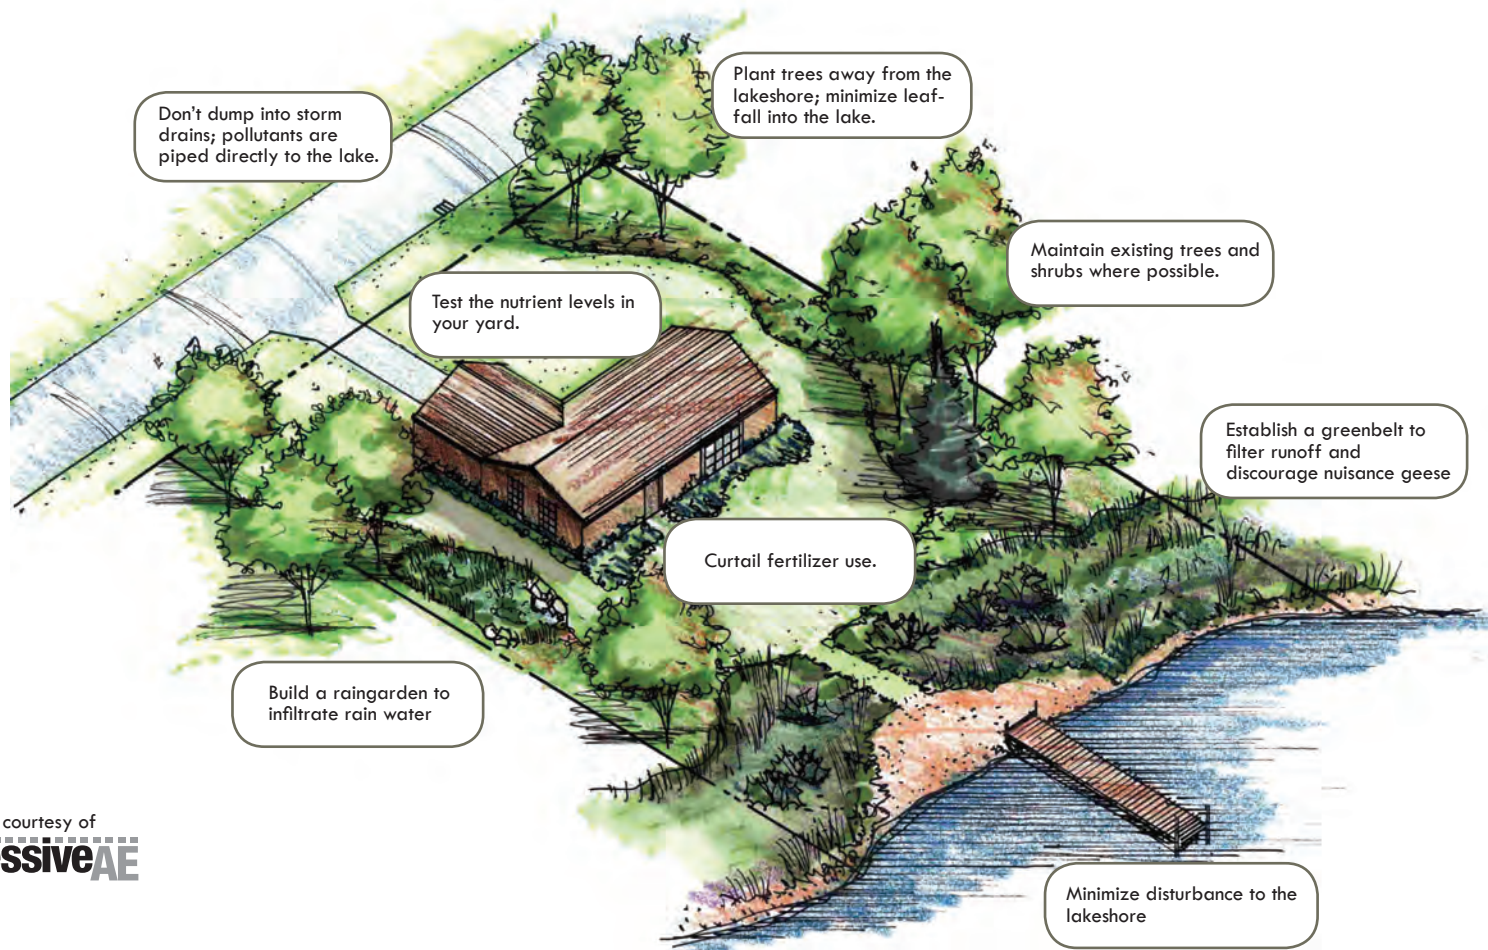 Plant trees away from the
lakeshore; minimize leaf-
fall into the lake.
Don't dump into storm
drains; pollutants are
piped directly to the lake.
Maintain existing trees and
shrubs where possible.
Test the nutrient levels in
your yard.
Establish a greenbelt to
filter runoff and
discourage nuisance geese
Curtail fertilizer use.
Build a raingarden to
infiltrate rain water
courtesy of
ssiveAE
Minimize disturbance to the
lakeshore